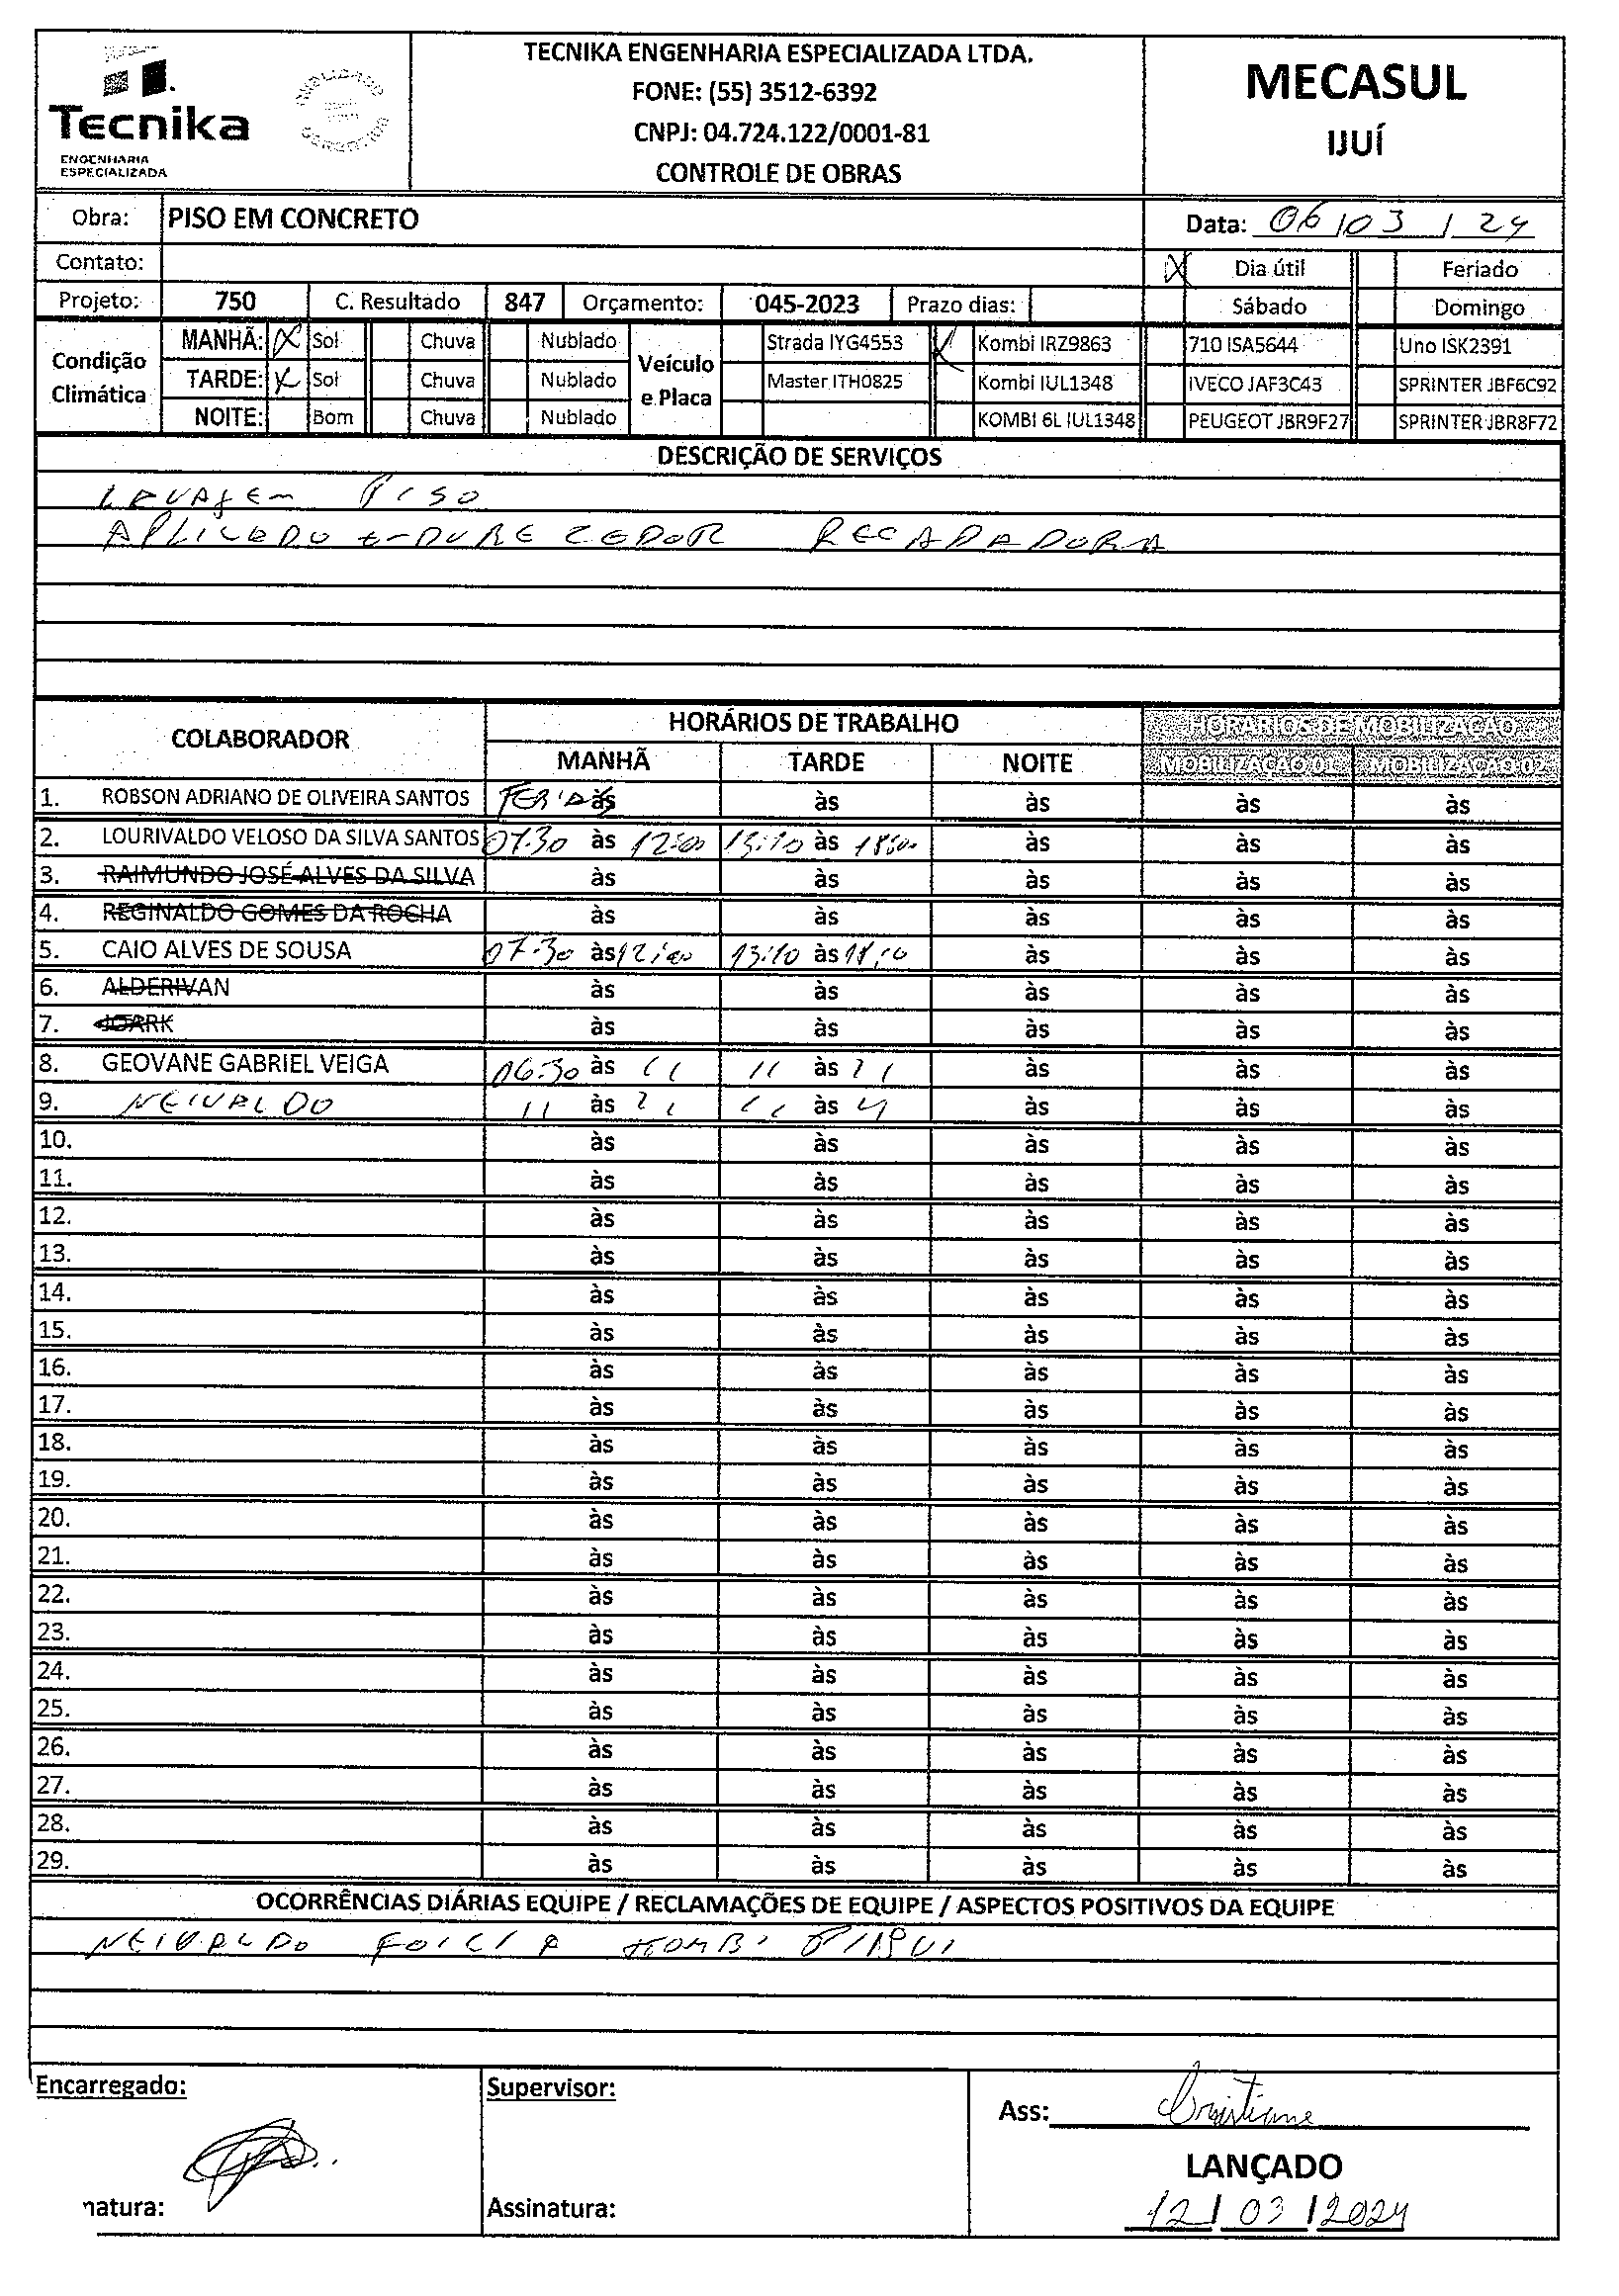 Tecnika
ENGENHARIA
ESPECIALIZADA
TECNIKA ENGENHARIA ESPECIALIZADA LTDA.
FONE: (55) 3512-6392
CNPJ: 04.724.122/0001-81
CONTROLE DE OBRAS
MECASUL
IJUÍ
Obra: PISO EM CONCRETO Data: 06/03/24
Contato: X Dia útil Feriado
Projeto: 750 C. Resultado 847 Orçamento: 045-2023 Prazo dias: Sábado Domingo
Condição Climática
MANHÃ: X Sol Chuva Nublado
TARDE: X Sol Chuva Nublado
NOITE: Bom Chuva Nublado
Veículo e Placa
Strada IYG4553 X Kombi IRZ9863 710 ISA5644 Uno ISK2391
Master ITH0825 Kombi IUL1348 IVECO JAF3C43 SPRINTER JBF6C92
KOMBI 6L IUL1348 PEUGEOT JBR9F27 SPRINTER JBR8F72
DESCRIÇÃO DE SERVIÇOS
LAVAgEm PISO
APLICADO ENDURECEDOR
COLABORADOR HORÁRIOS DE TRABALHO HORÁRIOS DE MOBILIZAÇÃO
MANHÃ TARDE NOITE MOBILIZAÇÃO 01 MOBILIZAÇÃO 02
1. ROBSON ADRIANO DE OLIVEIRA SANTOS às às às às às
2. LOURIVALDO VELOSO DA SILVA SANTOS 07:30 às 12:00 13:10 às 18:00 às às às
3. RAIMUNDO JOSÉ ALVES DA SILVA às às às às às
4. REGINALDO GOMES DA ROCHA às às às às às
5. CAIO ALVES DE SOUSA 07:30 às 12:00 13:10 às às às às
6. ALDERIVAN às às às às às
7. JOARK às às às às às
8. GEOVANE GABRIEL VEIGA 06:30 às 11 11 às 11 às às às
9. NEIVALDO 11 às 11 11 às 11 às às às
10. às às às às às
11. às às às às às
12. às às às às às
13. às às às às às
14. às às às às às
15. às às às às às
16. às às às às às
17. às às às às às
18. às às às às às
19. às às às às às
20. às às às às às
21. às às às às às
22. às às às às às
23. às às às às às
24. às às às às às
25. às às às às às
26. às às às às às
27. às às às às às
28. às às às às às
29. às às às às às
OCORRÊNCIAS DIÁRIAS EQUIPE / RECLAMAÇÕES DE EQUIPE / ASPECTOS POSITIVOS DA EQUIPE
NEIVALDO KOMBI
Encarregado: Supervisor: Ass: Cristiane
LANÇADO
natura: Assinatura: 12/03/2024